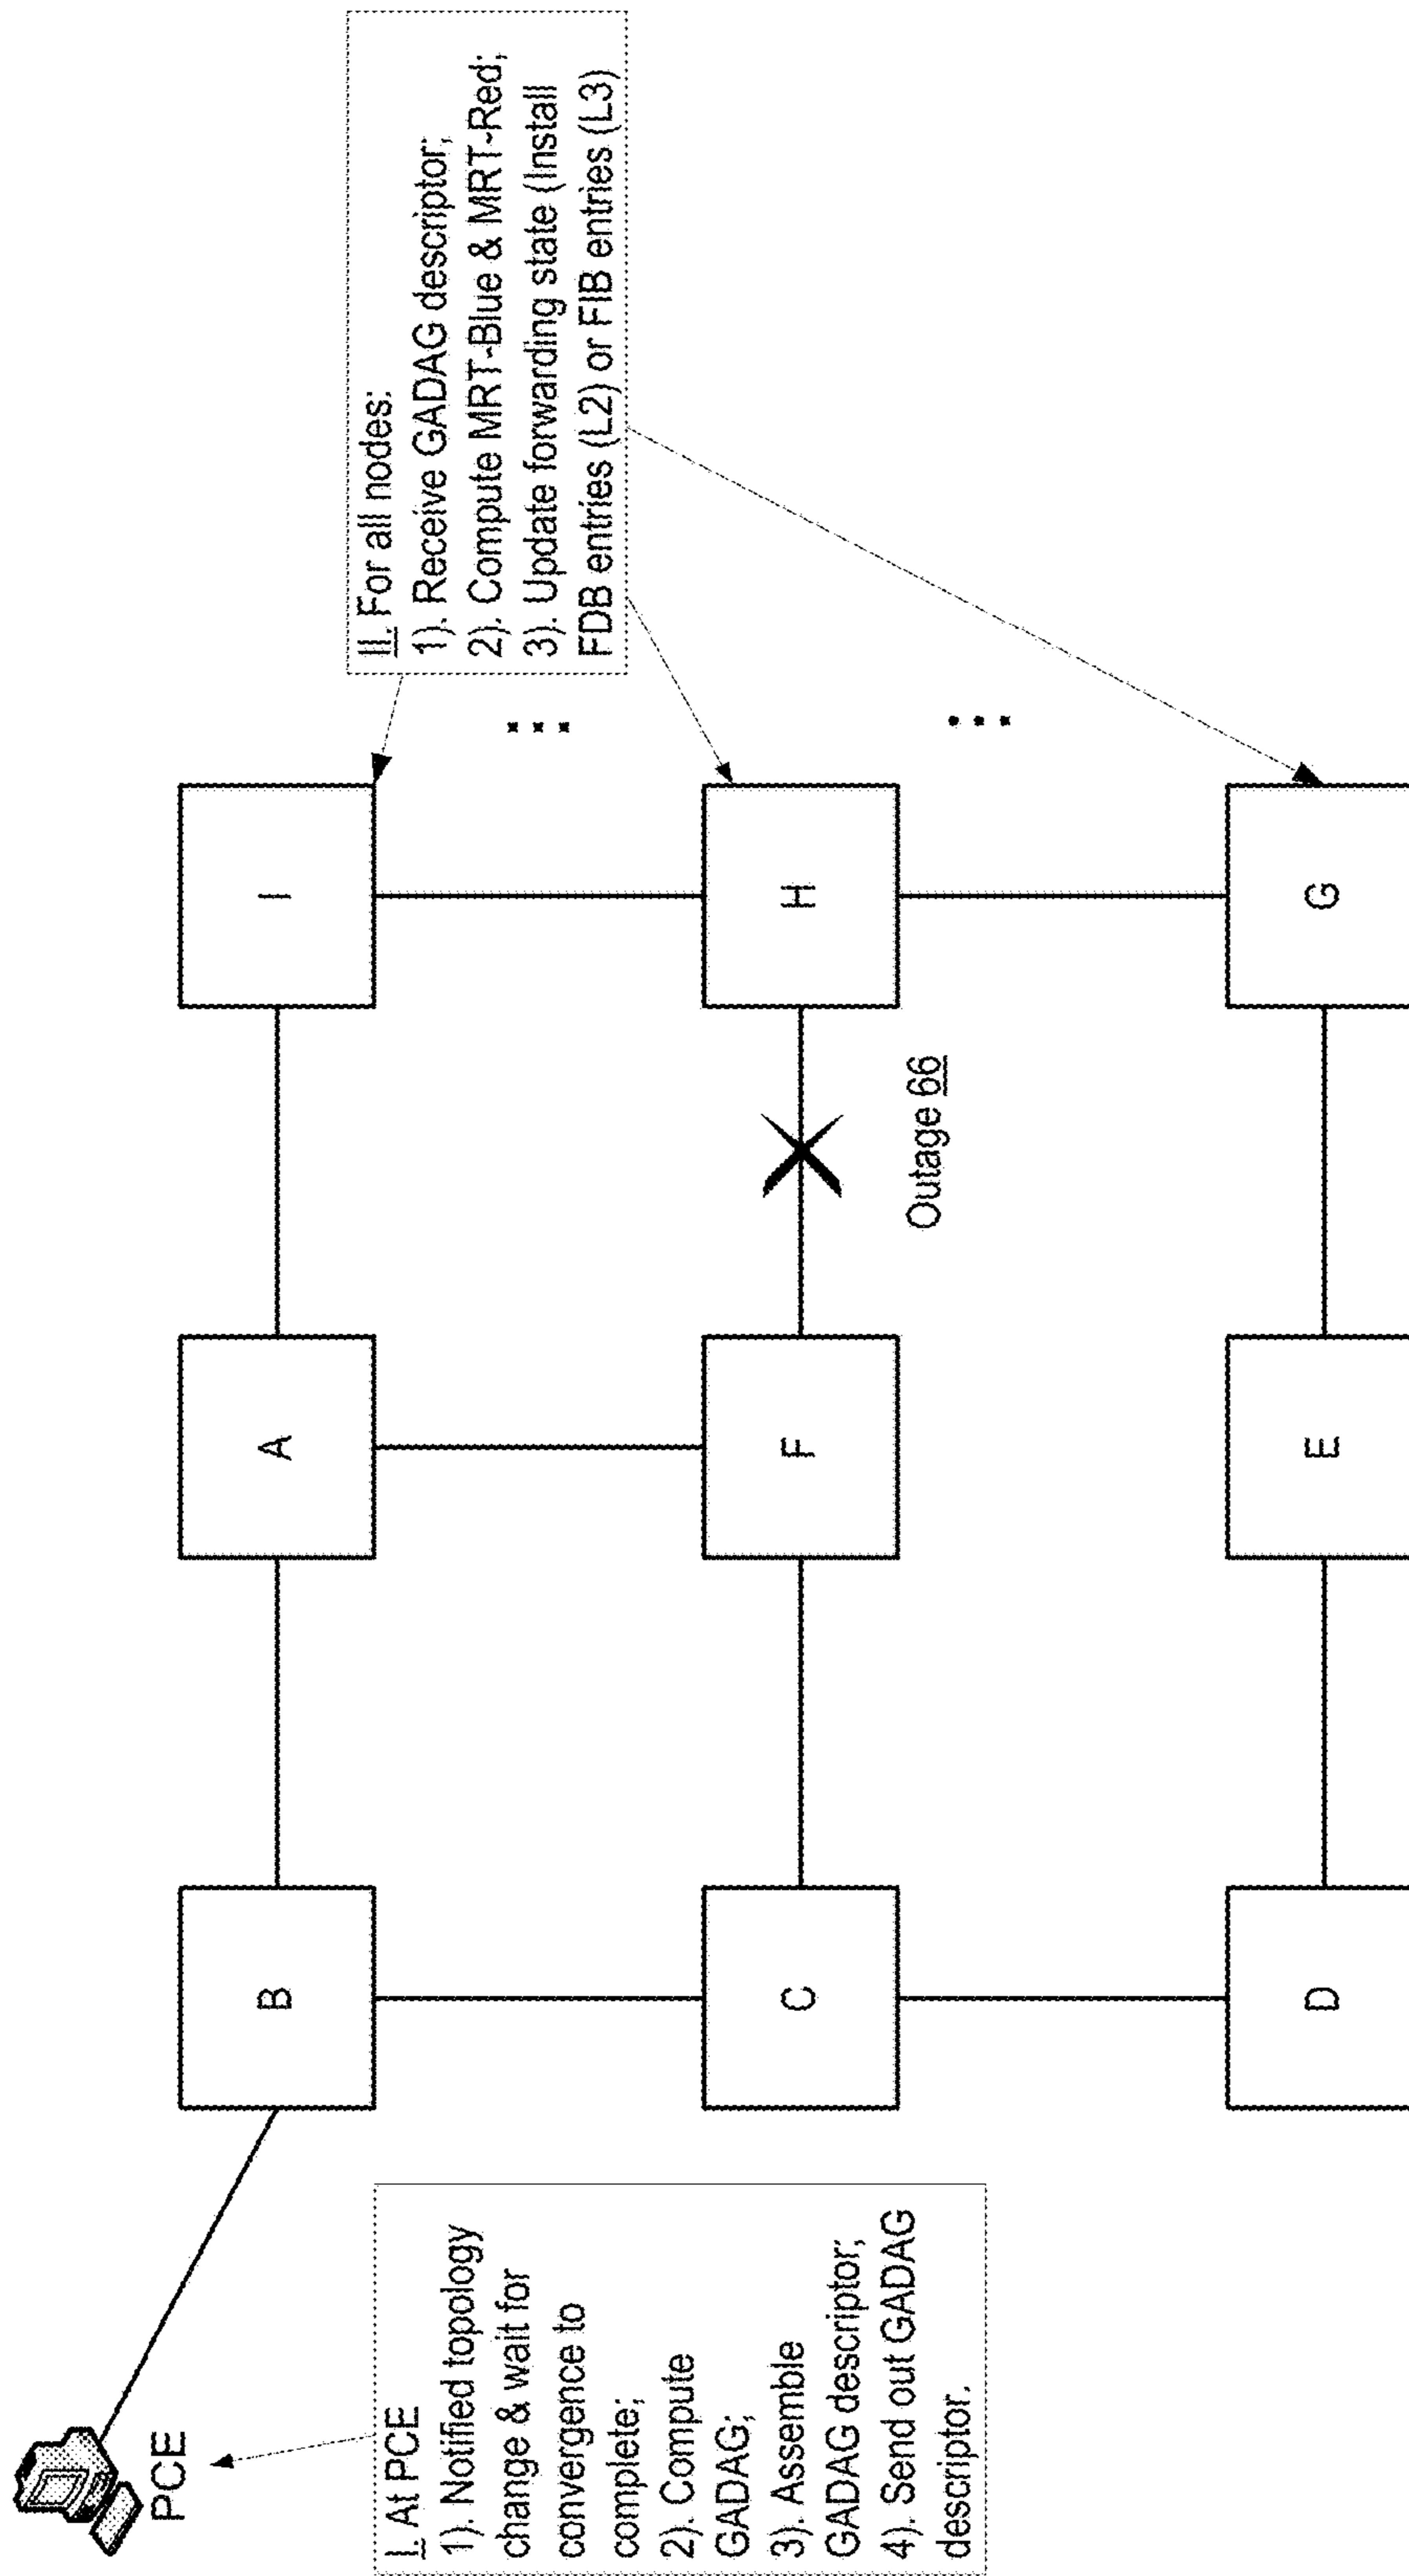 PCE
I. At PCE
1). Notified topology
change & wait for
convergence to
complete;
2). Compute
GADAG;
3). Assemble
GADAG descriptor;
4). Send out GADAG
descriptor.
B
A
I
C
F
H
D
E
G
Outage 66
II. For all nodes:
1). Receive GADAG descriptor;
2). Compute MRT-Blue & MRT-Red;
3). Update forwarding state (Install
FDB entries (L2) or FIB entries (L3)